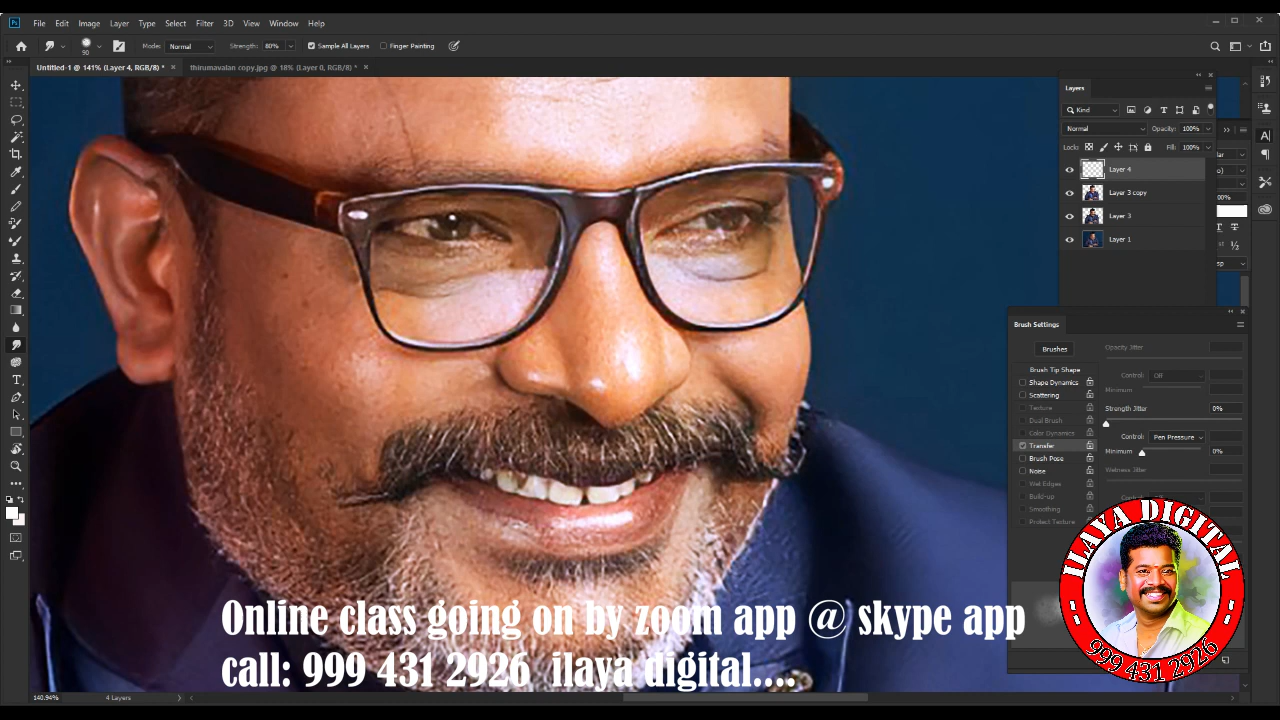 Ps File Edit Image Layer Type Select Filter 3D View Window Help
90 Mode: Normal Strength: 80% Sample All Layers Finger Painting
Untitled-1 @ 141% (Layer 4, RGB/8) * × thirumavalan copy.jpg @ 18% (Layer 0, RGB/8) * ×
Layers
Kind
Normal Opacity: 100%
Lock: Fill: 100%
Layer 4
Layer 3 copy
Layer 3
Layer 1
Brush Settings
Brushes
Brush Tip Shape
Shape Dynamics
Scattering
Texture
Dual Brush
Color Dynamics
Transfer
Brush Pose
Noise
Wet Edges
Build-up
Smoothing
Protect Texture
Opacity Jitter
Control: Off
Minimum
Strength Jitter 0%
Control: Pen Pressure
Minimum 0%
Wetness Jitter
ILAYA DIGITAL
999 431 2926
Online class going on by zoom app @ skype app
call: 999 431 2926 ilaya digital....
140.94% 4 Layers